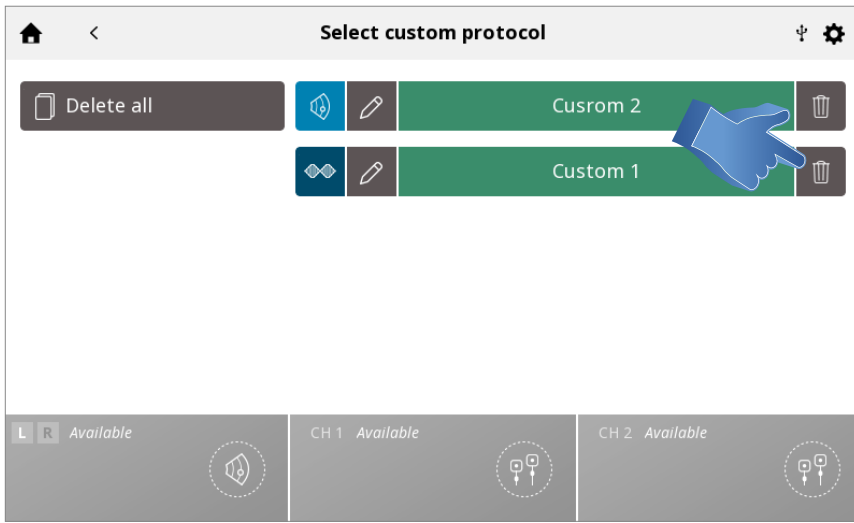 Select custom protocol
Delete all
Cusrom 2
Custom 1
L R Available
CH 1 Available
CH 2 Available